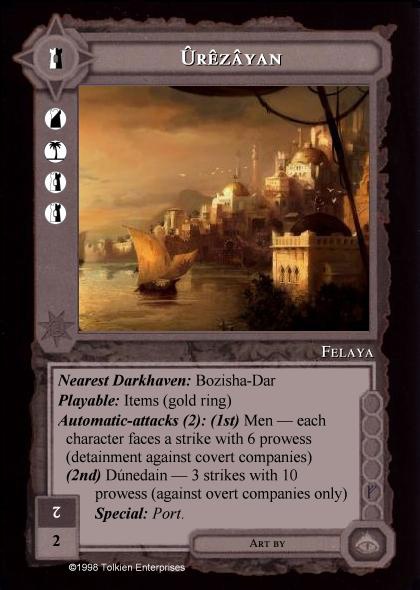 ÛRÊZÂYAN
FELAYA
Nearest Darkhaven: Bozisha-Dar
Playable: Items (gold ring)
Automatic-attacks (2): (1st) Men — each
character faces a strike with 6 prowess
(detainment against covert companies)
(2nd) Dúnedain — 3 strikes with 10
prowess (against overt companies only)
Special: Port.
2
2
ART BY
©1998 Tolkien Enterprises